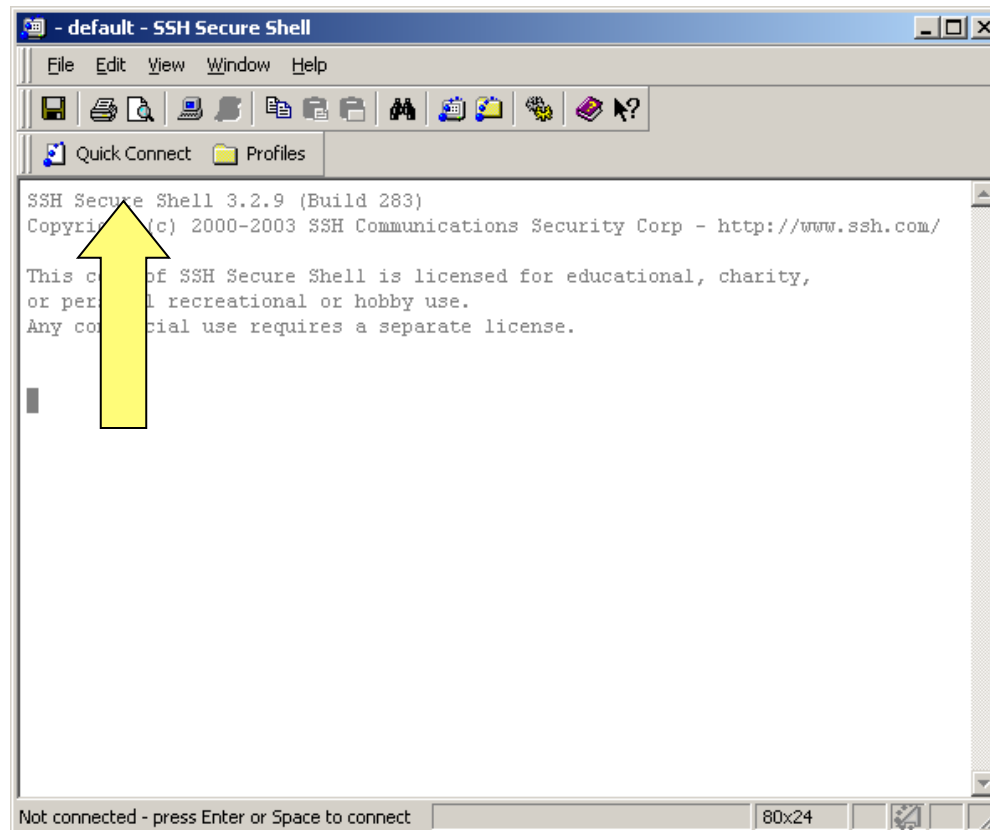 - default - SSH Secure Shell
File Edit View Window Help
Quick Connect Profiles
SSH Secure Shell 3.2.9 (Build 283)
(c) 2000-2003 SSH Communications Security Corp - http://www.ssh.com/
This of SSH Secure Shell is licensed for educational, charity,
or recreational or hobby use.
Any use requires a separate license.
Not connected - press Enter or Space to connect 80x24